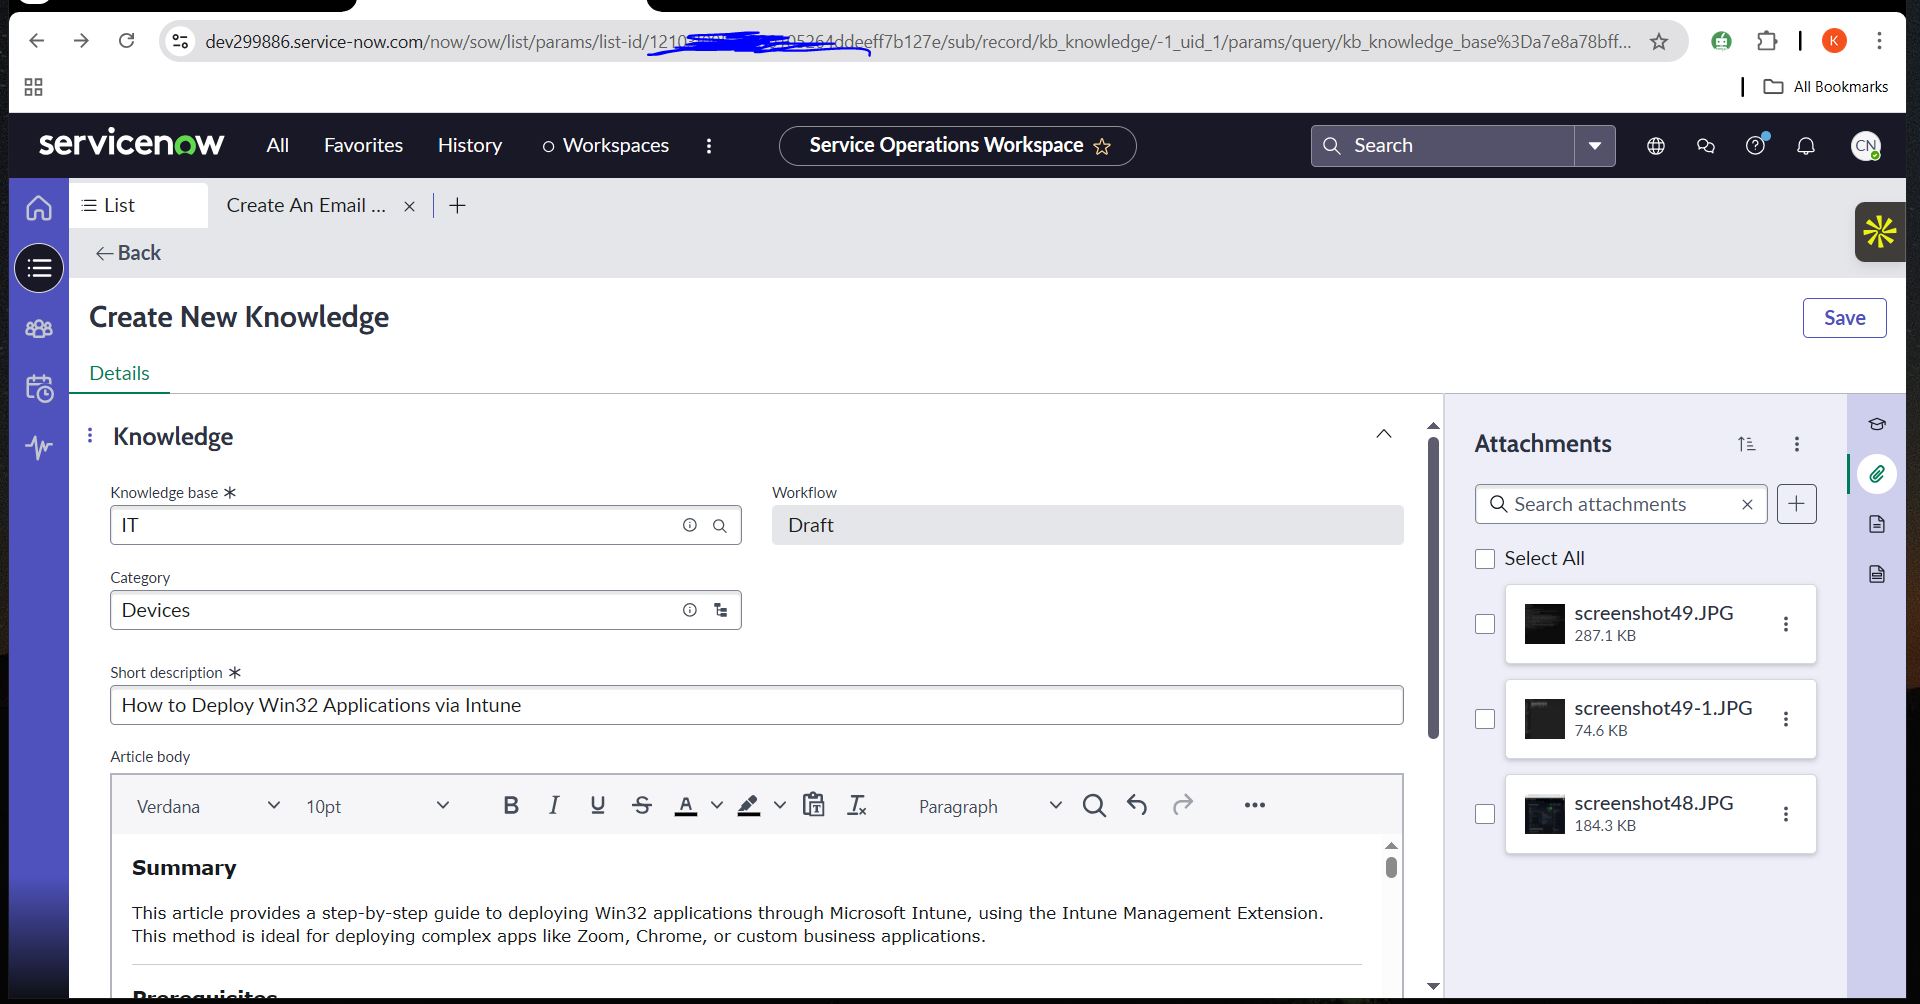 dev299886.service-now.com/now/sow/list/params/list-id/1210 05264ddeeff7b127e/sub/record/kb_knowledge/-1_uid_1/params/query/kb_knowledge_base%3Da7e8a78bff...
K
All Bookmarks
servicenow
All
Favorites
History
Workspaces
Service Operations Workspace
Search
CN
List
Create An Email ...
Back
Create New Knowledge
Save
Details
Knowledge
Knowledge base *
IT
Workflow
Draft
Category
Devices
Short description *
How to Deploy Win32 Applications via Intune
Article body
Verdana
10pt
B I U S A
Paragraph
Summary
This article provides a step-by-step guide to deploying Win32 applications through Microsoft Intune, using the Intune Management Extension.
This method is ideal for deploying complex apps like Zoom, Chrome, or custom business applications.
Prerequisites
Attachments
Search attachments
Select All
screenshot49.JPG
287.1 KB
screenshot49-1.JPG
74.6 KB
screenshot48.JPG
184.3 KB